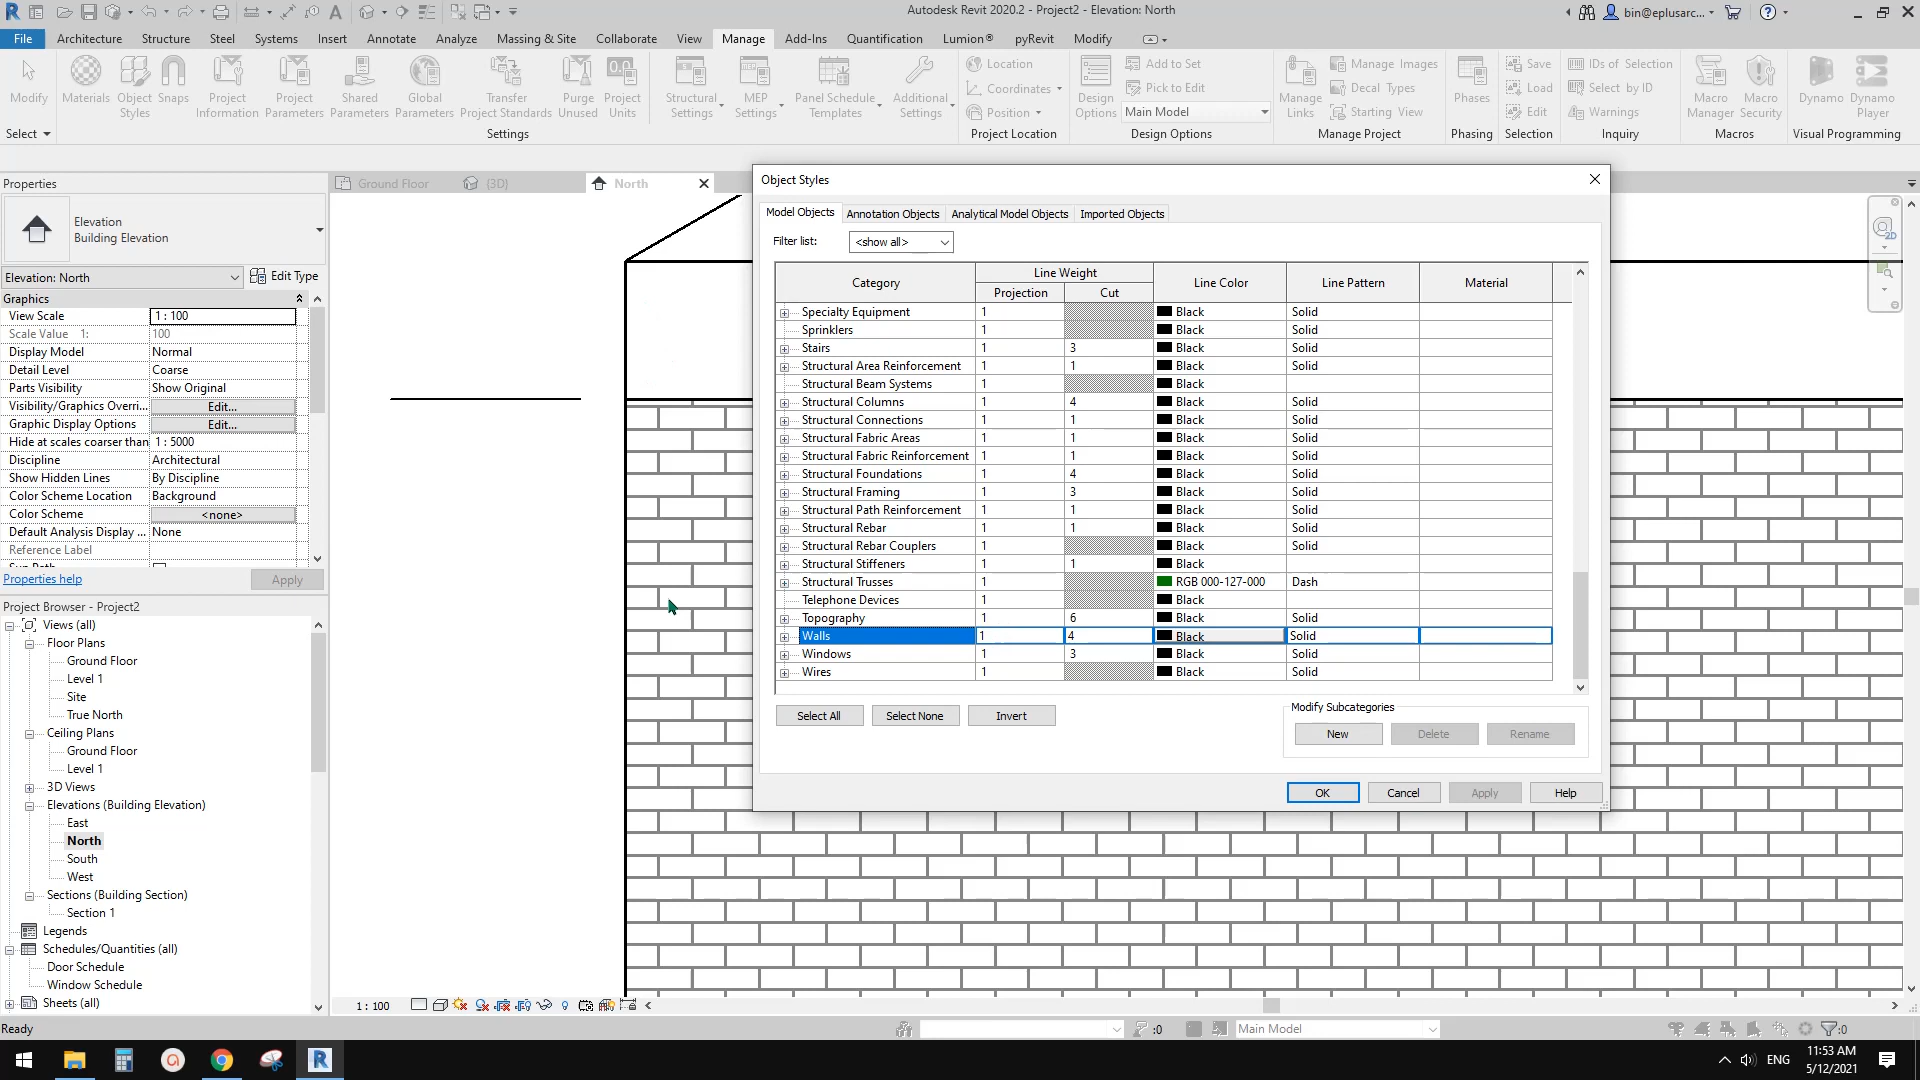 Autodesk Revit 2020.2 - Project2 - Elevation: North
bin@eplusarc...
File Architecture Structure Steel Systems Insert Annotate Analyze Massing & Site Collaborate View Manage Add-Ins Quantification Lumion® pyRevit Modify
Modify
Materials
Object Styles
Snaps
Project Information
Project Parameters
Shared Parameters
Global Parameters
Transfer Project Standards
Purge Unused
Project Units
Structural Settings
MEP Settings
Panel Schedule Templates
Additional Settings
Location
Coordinates
Position
Design Options
Add to Set
Pick to Edit
Main Model
Manage Links
Manage Images
Decal Types
Starting View
Phases
Save
Load
Edit
IDs of Selection
Select by ID
Warnings
Macro Manager
Macro Security
Dynamo
Dynamo Player
Select Settings Project Location Design Options Manage Project Phasing Selection Inquiry Macros Visual Programming
Properties
Ground Floor {3D} North
Elevation
Building Elevation
Elevation: North Edit Type
Graphics
View Scale 1 : 100
Scale Value 1: 100
Display Model Normal
Detail Level Coarse
Parts Visibility Show Original
Visibility/Graphics Overri... Edit...
Graphic Display Options Edit...
Hide at scales coarser than 1 : 5000
Discipline Architectural
Show Hidden Lines By Discipline
Color Scheme Location Background
Color Scheme <none>
Default Analysis Display ... None
Reference Label
Properties help Apply
Project Browser - Project2
Views (all)
Floor Plans
Ground Floor
Level 1
Site
True North
Ceiling Plans
Ground Floor
Level 1
3D Views
Elevations (Building Elevation)
East
North
South
West
Sections (Building Section)
Section 1
Legends
Schedules/Quantities (all)
Door Schedule
Window Schedule
Sheets (all)
Object Styles
Model Objects Annotation Objects Analytical Model Objects Imported Objects
Filter list: <show all>
Category Line Weight Line Color Line Pattern Material
Projection Cut
Specialty Equipment 1 Black Solid
Sprinklers 1 Black Solid
Stairs 1 3 Black Solid
Structural Area Reinforcement 1 1 Black Solid
Structural Beam Systems 1 Black
Structural Columns 1 4 Black Solid
Structural Connections 1 1 Black Solid
Structural Fabric Areas 1 1 Black Solid
Structural Fabric Reinforcement 1 1 Black Solid
Structural Foundations 1 4 Black Solid
Structural Framing 1 3 Black Solid
Structural Path Reinforcement 1 1 Black Solid
Structural Rebar 1 1 Black Solid
Structural Rebar Couplers 1 Black Solid
Structural Stiffeners 1 1 Black
Structural Trusses 1 RGB 000-127-000 Dash
Telephone Devices 1 Black
Topography 1 6 Black Solid
Walls 1 4 Black Solid
Windows 1 3 Black Solid
Wires 1 Black Solid
Select All Select None Invert
Modify Subcategories
New Delete Rename
OK Cancel Apply Help
1 : 100
Ready :0 Main Model :0
ENG
11:53 AM
5/12/2021